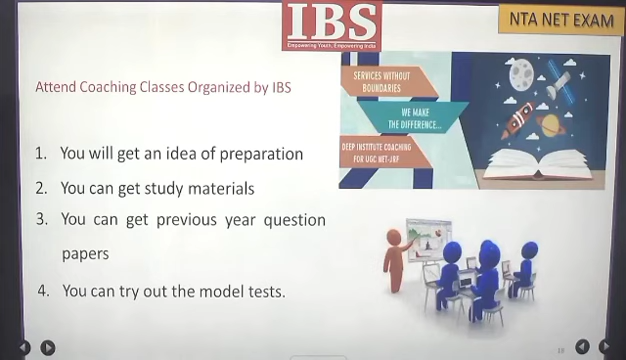 IBS
Empowering Youth, Empowering India
NTA NET EXAM
Attend Coaching Classes Organized by IBS
SERVICES WITHOUT
BOUNDARIES
WE MAKE
THE DIFFERENCE...
DEEP INSTITUTE COACHING
FOR UGC NET-JRF
1. You will get an idea of preparation
2. You can get study materials
3. You can get previous year question
papers
4. You can try out the model tests.
18